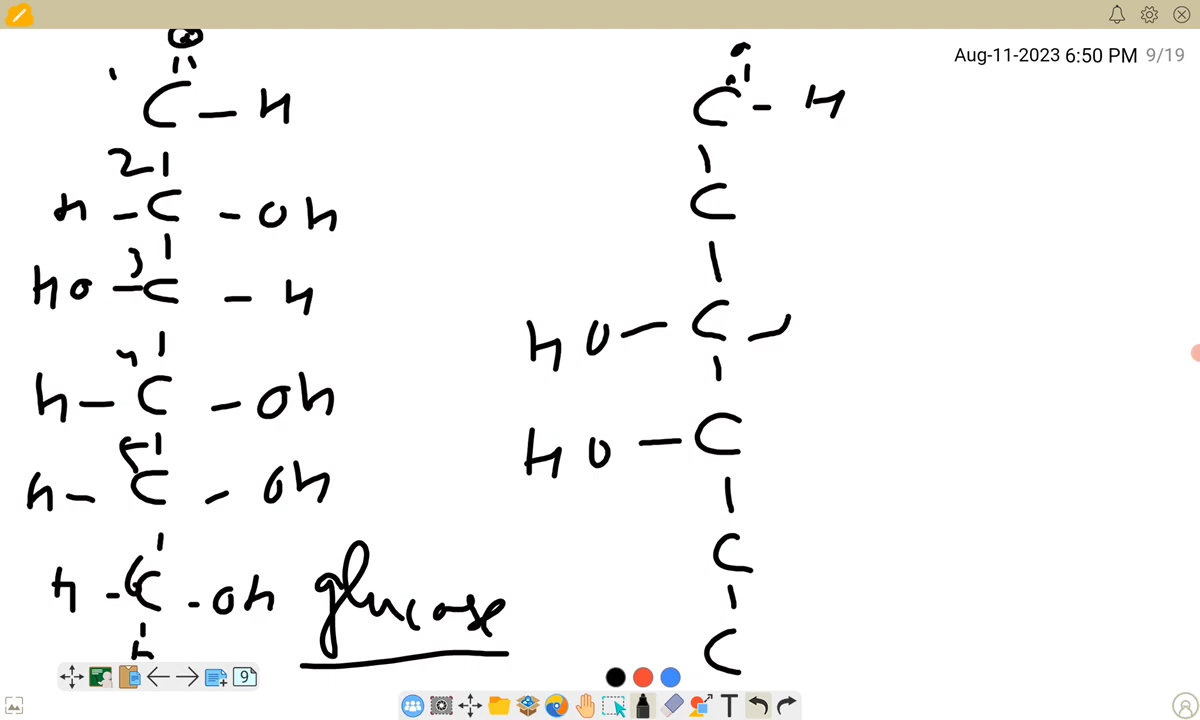 Aug-11-2023 6:50 PM 9/19
1
C - H
2
H - C - OH
3
HO - C - H
4
H - C - OH
5
H - C - OH
6
H - C - OH
H
glucose
C - H
C
HO - C -
HO - C
C
C
9
T